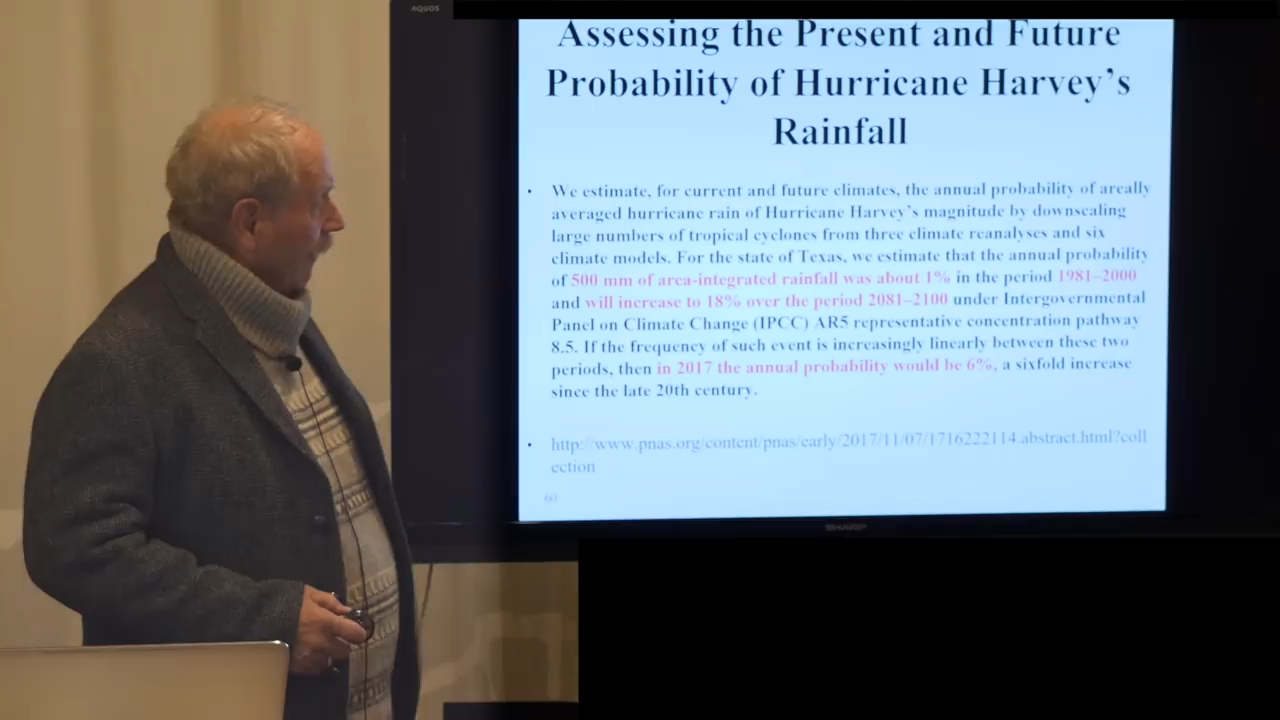 AQUOS
Assessing the Present and Future
Probability of Hurricane Harvey's
Rainfall
• We estimate, for current and future climates, the annual probability of areally
averaged hurricane rain of Hurricane Harvey's magnitude by downscaling
large numbers of tropical cyclones from three climate reanalyses and six
climate models. For the state of Texas, we estimate that the annual probability
of 500 mm of area-integrated rainfall was about 1% in the period 1981–2000
and will increase to 18% over the period 2081–2100 under Intergovernmental
Panel on Climate Change (IPCC) AR5 representative concentration pathway
8.5. If the frequency of such event is increasingly linearly between these two
periods, then in 2017 the annual probability would be 6%, a sixfold increase
since the late 20th century.
• http://www.pnas.org/content/pnas/early/2017/11/07/1716222114.abstract.html?coll
ection
60
SHARP